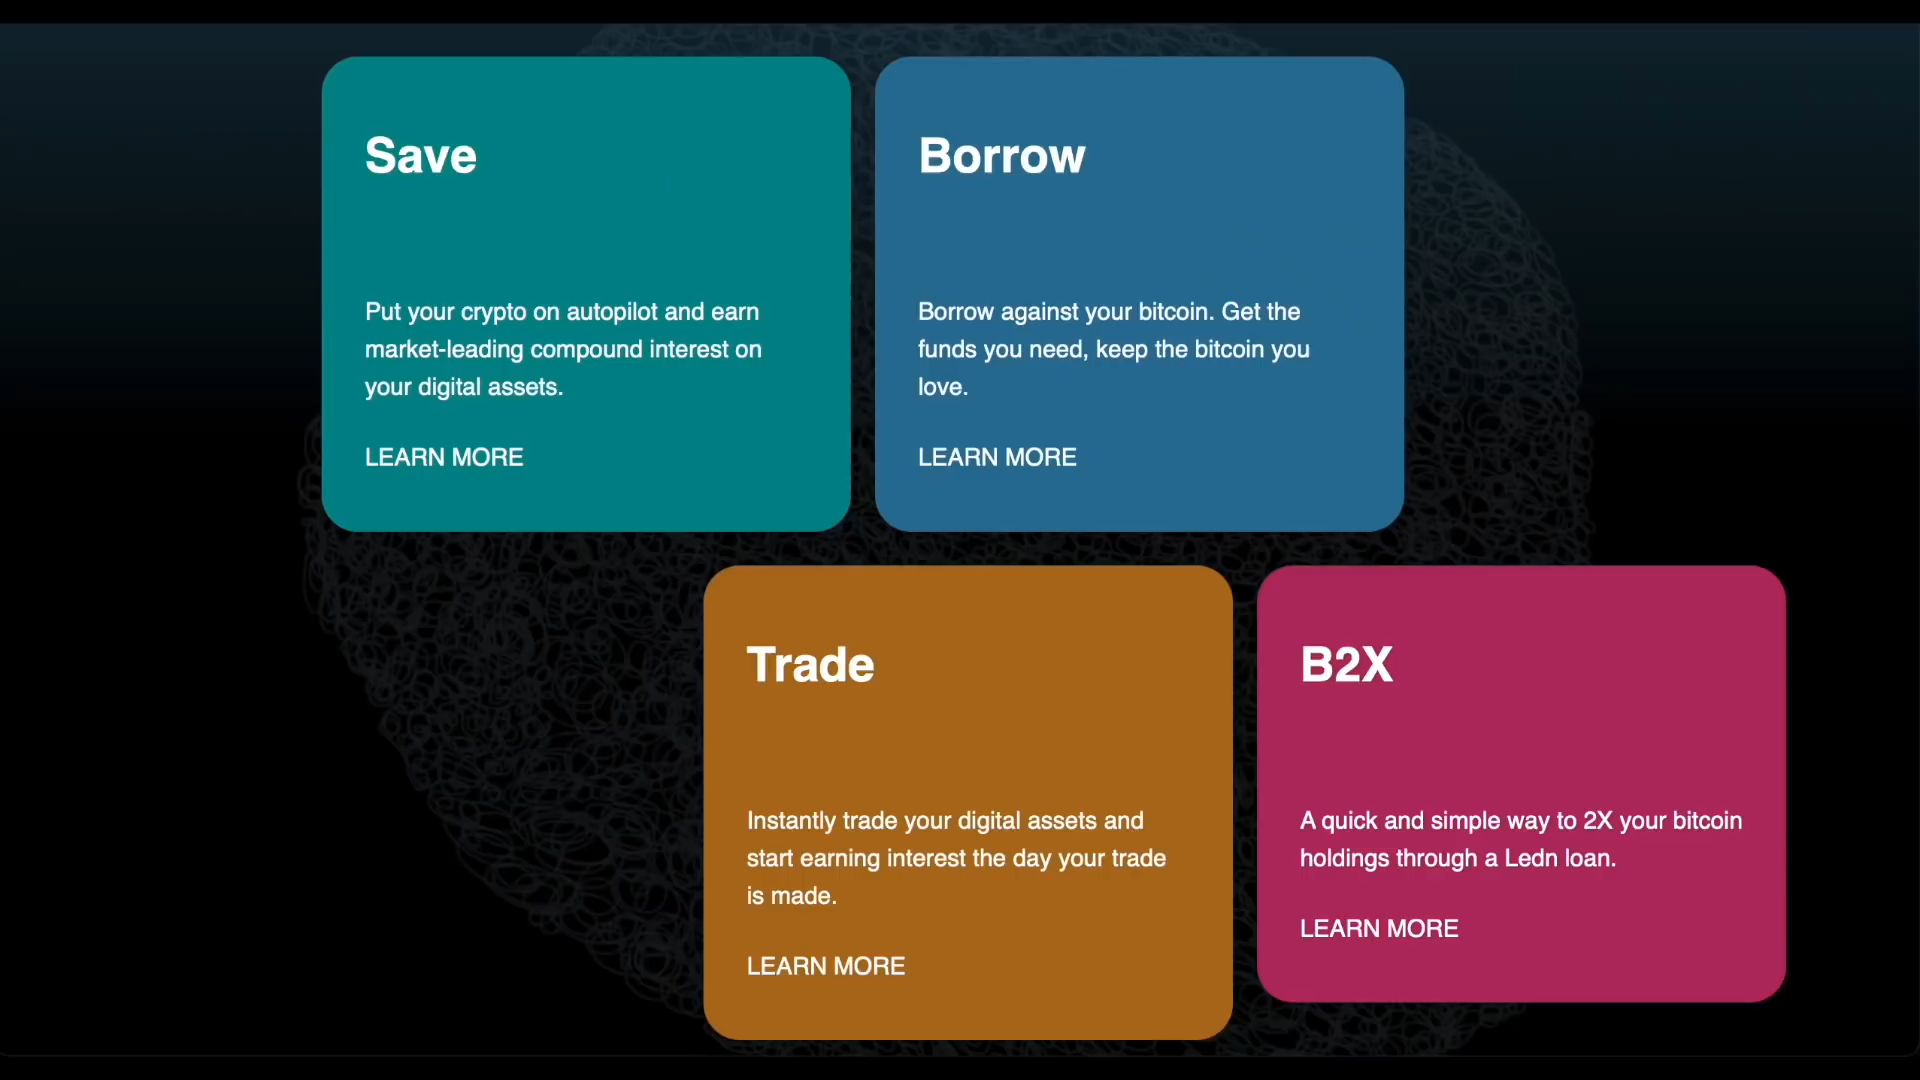 Save
Put your crypto on autopilot and earn
market-leading compound interest on
your digital assets.
LEARN MORE
Borrow
Borrow against your bitcoin. Get the
funds you need, keep the bitcoin you
love.
LEARN MORE
Trade
Instantly trade your digital assets and
start earning interest the day your trade
is made.
LEARN MORE
B2X
A quick and simple way to 2X your bitcoin
holdings through a Ledn loan.
LEARN MORE